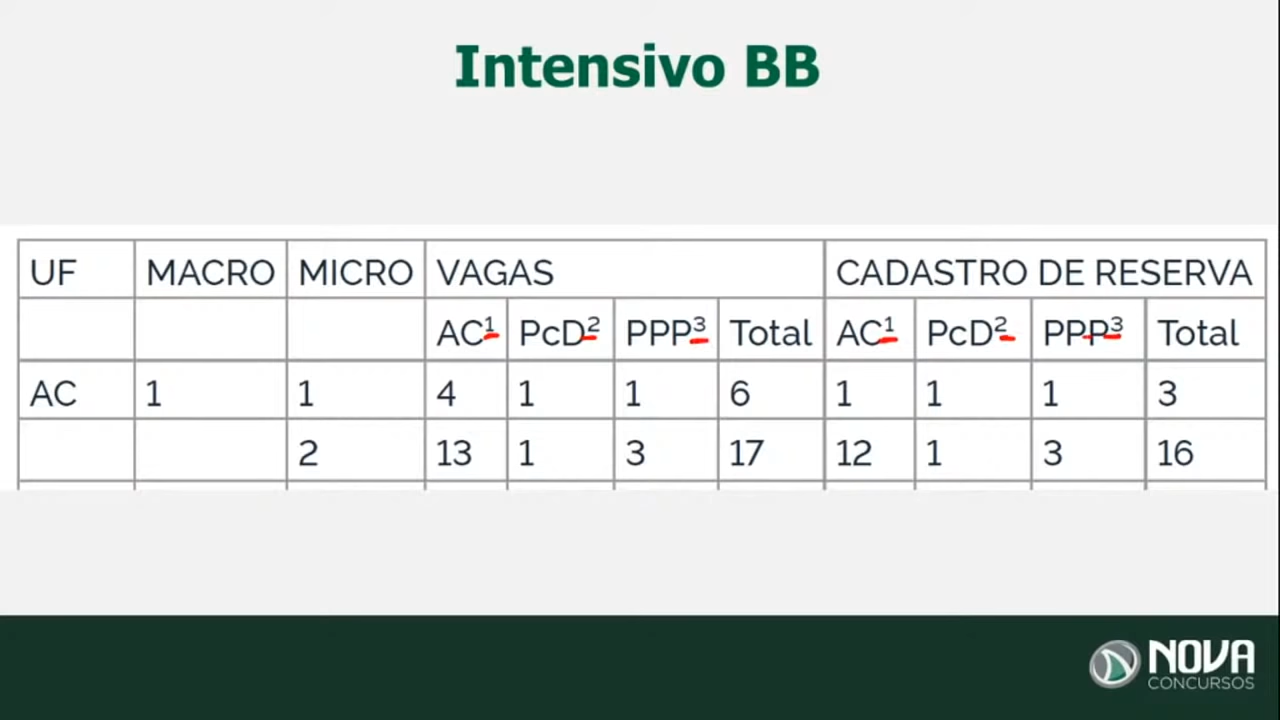 Intensivo BB
UF MACRO MICRO VAGAS CADASTRO DE RESERVA
AC¹ PcD² PPP³ Total AC¹ PcD² PPP³ Total
AC 1 1 4 1 1 6 1 1 1 3
2 13 1 3 17 12 1 3 16
NOVA
CONCURSOS